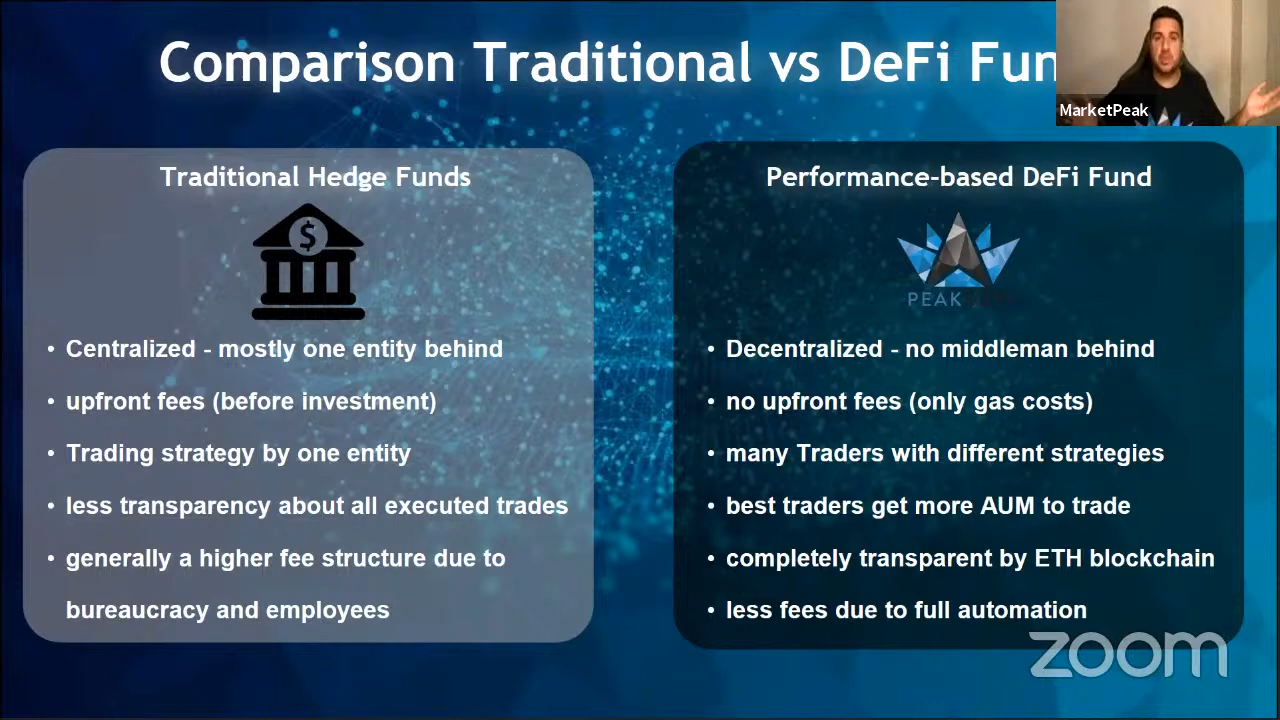 Comparison Traditional vs DeFi Fun
MarketPeak
Traditional Hedge Funds
$
• Centralized - mostly one entity behind
• upfront fees (before investment)
• Trading strategy by one entity
• less transparency about all executed trades
• generally a higher fee structure due to
bureaucracy and employees
Performance-based DeFi Fund
PEAK
• Decentralized - no middleman behind
• no upfront fees (only gas costs)
• many Traders with different strategies
• best traders get more AUM to trade
• completely transparent by ETH blockchain
• less fees due to full automation
zoom